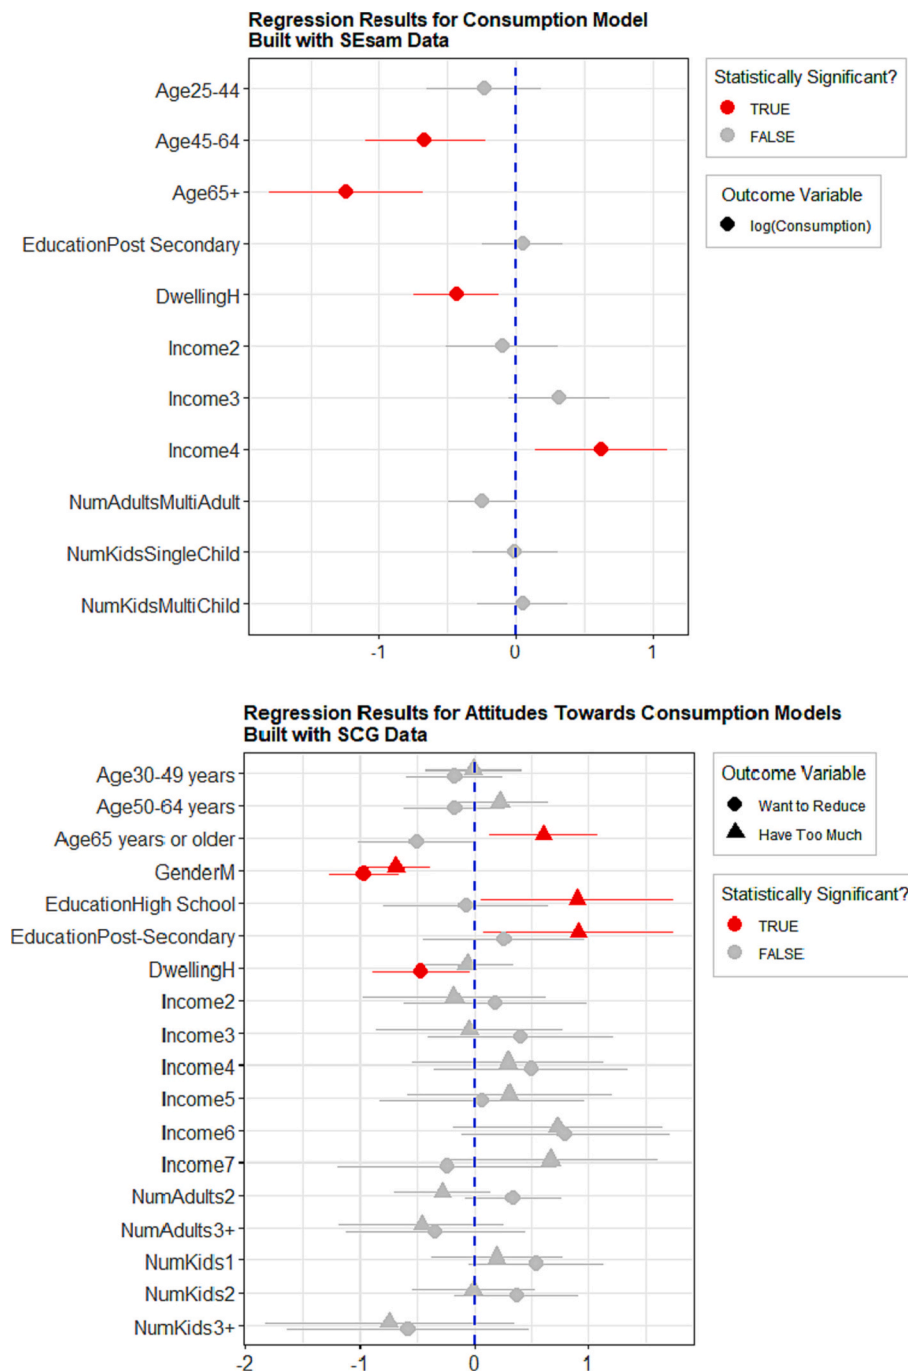 Regression Results for Consumption Model
Built with SEsam Data
Age25-44
Age45-64
Age65+
EducationPost Secondary
DwellingH
Income2
Income3
Income4
NumAdultsMultiAdult
NumKidsSingleChild
NumKidsMultiChild
-1
0
1
Statistically Significant?
TRUE
FALSE
Outcome Variable
log(Consumption)
Regression Results for Attitudes Towards Consumption Models
Built with SCG Data
Age30-49 years
Age50-64 years
Age65 years or older
GenderM
EducationHigh School
EducationPost-Secondary
DwellingH
Income2
Income3
Income4
Income5
Income6
Income7
NumAdults2
NumAdults3+
NumKids1
NumKids2
NumKids3+
-2
-1
0
1
Outcome Variable
Want to Reduce
Have Too Much
Statistically Significant?
TRUE
FALSE